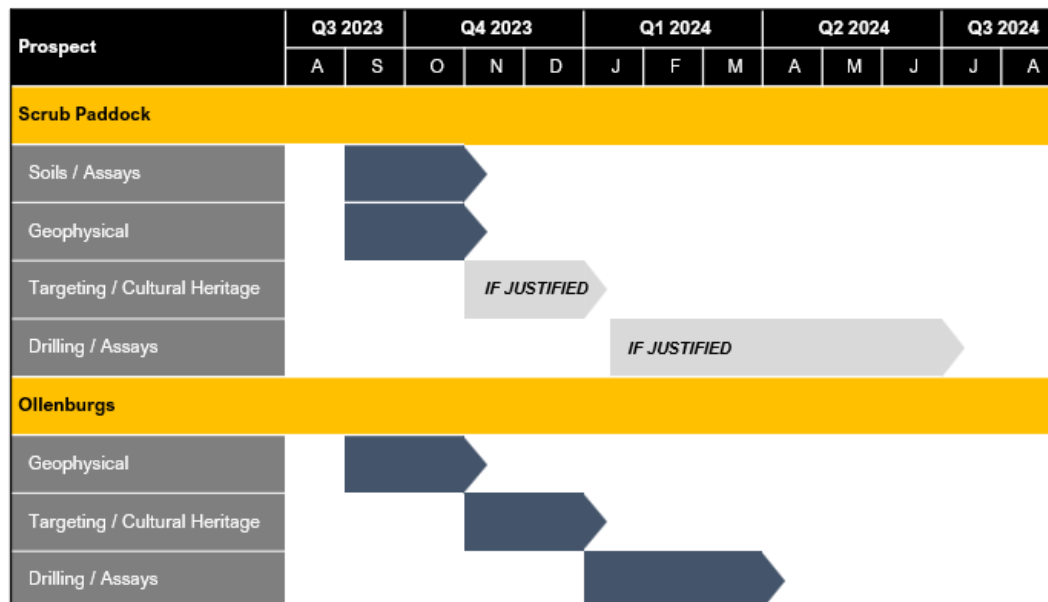 Prospect
Q3 2023 Q4 2023 Q1 2024 Q2 2024 Q3 2024
A S O N D J F M A M J J A
Scrub Paddock
Soils / Assays
Geophysical
Targeting / Cultural Heritage IF JUSTIFIED
Drilling / Assays IF JUSTIFIED
Ollenburgs
Geophysical
Targeting / Cultural Heritage
Drilling / Assays